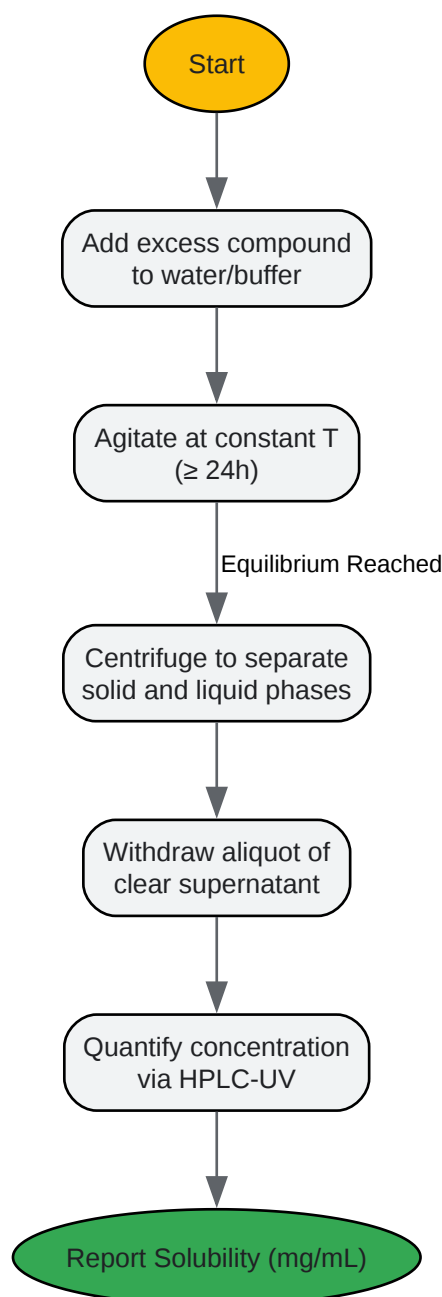 Start
Add excess compound
to water/buffer
Agitate at constant T
(≥ 24h)
Equilibrium Reached
Centrifuge to separate
solid and liquid phases
Withdraw aliquot of
clear supernatant
Quantify concentration
via HPLC-UV
Report Solubility (mg/mL)